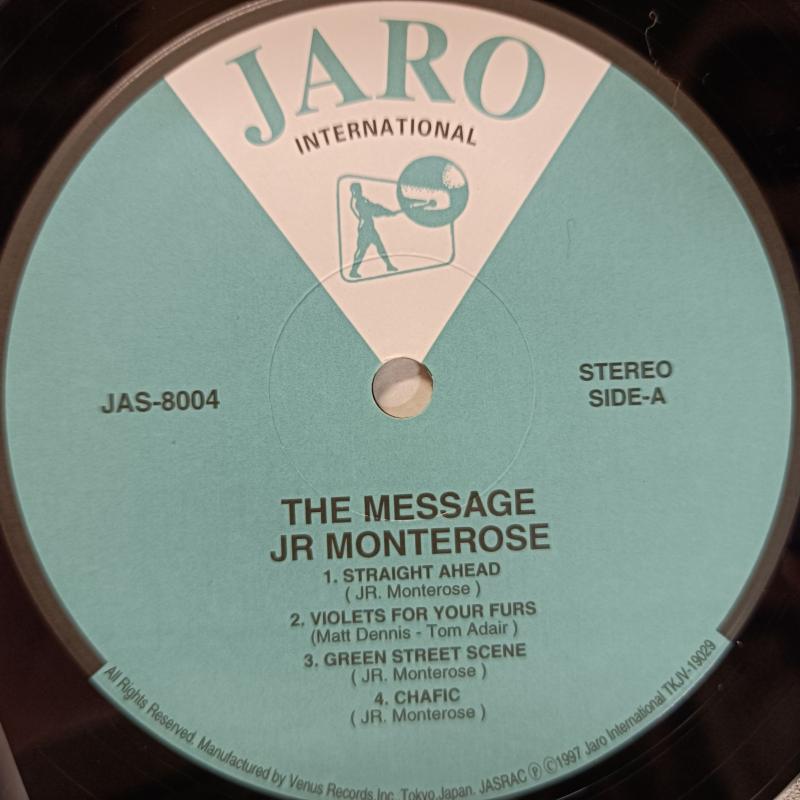 JARO
INTERNATIONAL
JAS-8004
STEREO
SIDE-A
THE MESSAGE
JR MONTEROSE
1. STRAIGHT AHEAD
( JR. Monterose )
2. VIOLETS FOR YOUR FURS
(Matt Dennis - Tom Adair )
3. GREEN STREET SCENE
( JR. Monterose )
4. CHAFIC
( JR. Monterose )
All Rights Reserved. Manufactured by Venus Records,Inc. Tokyo,Japan. JASRAC Ⓟ ©1997 Jaro International TKJV-19029